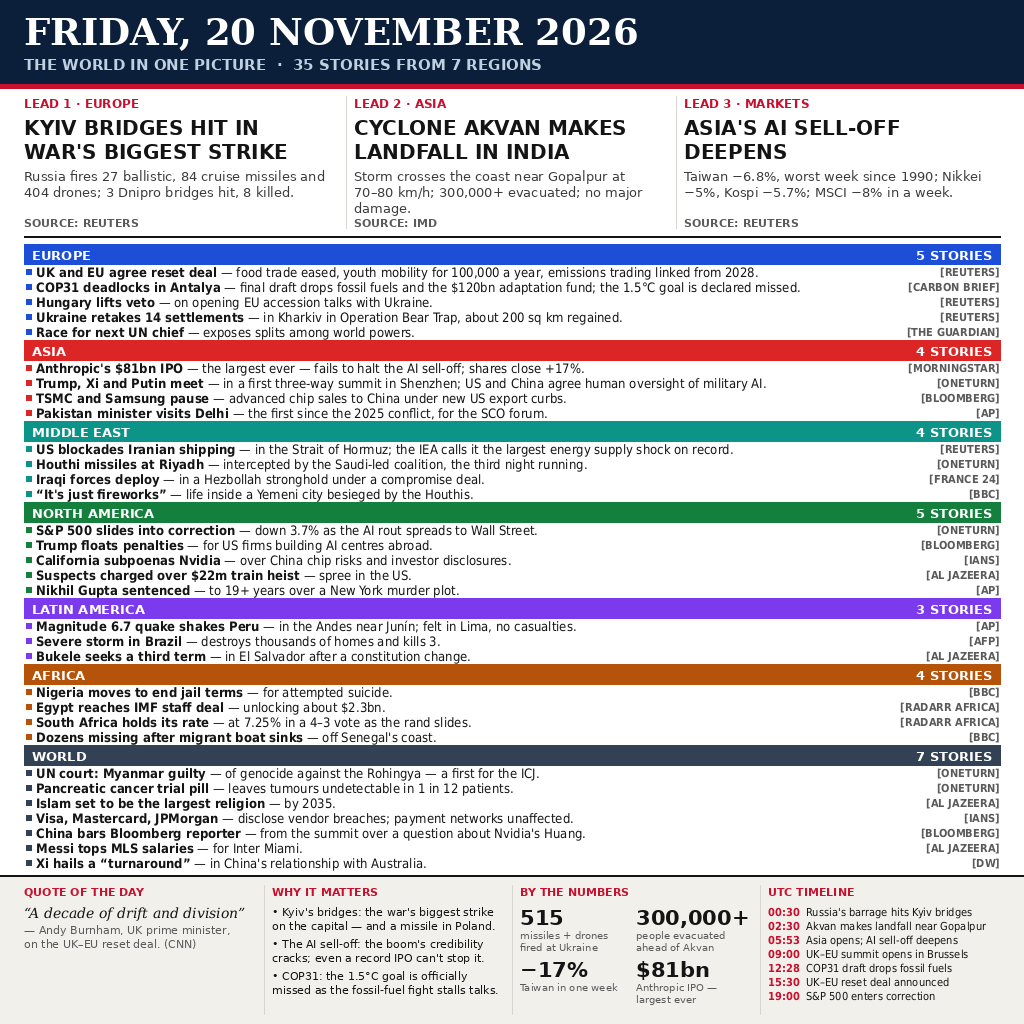 FRIDAY, 20 NOVEMBER 2026
THE WORLD IN ONE PICTURE · 35 STORIES FROM 7 REGIONS
LEAD 1 · EUROPE
KYIV BRIDGES HIT IN
WAR'S BIGGEST STRIKE
Russia fires 27 ballistic, 84 cruise missiles and
404 drones; 3 Dnipro bridges hit, 8 killed.
SOURCE: REUTERS
LEAD 2 · ASIA
CYCLONE AKVAN MAKES
LANDFALL IN INDIA
Storm crosses the coast near Gopalpur at
70–80 km/h; 300,000+ evacuated; no major
damage.
SOURCE: IMD
LEAD 3 · MARKETS
ASIA'S AI SELL-OFF
DEEPENS
Taiwan −6.8%, worst week since 1990; Nikkei
−5%, Kospi −5.7%; MSCI −8% in a week.
SOURCE: REUTERS
EUROPE 5 STORIES
UK and EU agree reset deal — food trade eased, youth mobility for 100,000 a year, emissions trading linked from 2028. [REUTERS]
COP31 deadlocks in Antalya — final draft drops fossil fuels and the $120bn adaptation fund; the 1.5°C goal is declared missed. [CARBON BRIEF]
Hungary lifts veto — on opening EU accession talks with Ukraine. [REUTERS]
Ukraine retakes 14 settlements — in Kharkiv in Operation Bear Trap, about 200 sq km regained. [REUTERS]
Race for next UN chief — exposes splits among world powers. [THE GUARDIAN]
ASIA 4 STORIES
Anthropic's $81bn IPO — the largest ever — fails to halt the AI sell-off; shares close +17%. [MORNINGSTAR]
Trump, Xi and Putin meet — in a first three-way summit in Shenzhen; US and China agree human oversight of military AI. [ONETURN]
TSMC and Samsung pause — advanced chip sales to China under new US export curbs. [BLOOMBERG]
Pakistan minister visits Delhi — the first since the 2025 conflict, for the SCO forum. [AP]
MIDDLE EAST 4 STORIES
US blockades Iranian shipping — in the Strait of Hormuz; the IEA calls it the largest energy supply shock on record. [REUTERS]
Houthi missiles at Riyadh — intercepted by the Saudi-led coalition, the third night running. [ONETURN]
Iraqi forces deploy — in a Hezbollah stronghold under a compromise deal. [FRANCE 24]
“It's just fireworks” — life inside a Yemeni city besieged by the Houthis. [BBC]
NORTH AMERICA 5 STORIES
S&P 500 slides into correction — down 3.7% as the AI rout spreads to Wall Street. [ONETURN]
Trump floats penalties — for US firms building AI centres abroad. [BLOOMBERG]
California subpoenas Nvidia — over China chip risks and investor disclosures. [IANS]
Suspects charged over $22m train heist — spree in the US. [AL JAZEERA]
Nikhil Gupta sentenced — to 19+ years over a New York murder plot. [AP]
LATIN AMERICA 3 STORIES
Magnitude 6.7 quake shakes Peru — in the Andes near Junín; felt in Lima, no casualties. [AP]
Severe storm in Brazil — destroys thousands of homes and kills 3. [AFP]
Bukele seeks a third term — in El Salvador after a constitution change. [AL JAZEERA]
AFRICA 4 STORIES
Nigeria moves to end jail terms — for attempted suicide. [BBC]
Egypt reaches IMF staff deal — unlocking about $2.3bn. [RADARR AFRICA]
South Africa holds its rate — at 7.25% in a 4–3 vote as the rand slides. [RADARR AFRICA]
Dozens missing after migrant boat sinks — off Senegal's coast. [BBC]
WORLD 7 STORIES
UN court: Myanmar guilty — of genocide against the Rohingya — a first for the ICJ. [ONETURN]
Pancreatic cancer trial pill — leaves tumours undetectable in 1 in 12 patients. [ONETURN]
Islam set to be the largest religion — by 2035. [AL JAZEERA]
Visa, Mastercard, JPMorgan — disclose vendor breaches; payment networks unaffected. [IANS]
China bars Bloomberg reporter — from the summit over a question about Nvidia's Huang. [BLOOMBERG]
Messi tops MLS salaries — for Inter Miami. [AL JAZEERA]
Xi hails a “turnaround” — in China's relationship with Australia. [DW]
QUOTE OF THE DAY
“A decade of drift and division”
— Andy Burnham, UK prime minister,
on the UK–EU reset deal. (CNN)
WHY IT MATTERS
• Kyiv's bridges: the war's biggest strike
on the capital — and a missile in Poland.
• The AI sell-off: the boom's credibility
cracks; even a record IPO can't stop it.
• COP31: the 1.5°C goal is officially
missed as the fossil-fuel fight stalls talks.
BY THE NUMBERS
515
missiles + drones
fired at Ukraine
300,000+
people evacuated
ahead of Akvan
−17%
Taiwan in one week
$81bn
Anthropic IPO —
largest ever
UTC TIMELINE
00:30 Russia's barrage hits Kyiv bridges
02:30 Akvan makes landfall near Gopalpur
05:53 Asia opens; AI sell-off deepens
09:00 UK–EU summit opens in Brussels
12:28 COP31 draft drops fossil fuels
15:30 UK–EU reset deal announced
19:00 S&P 500 enters correction